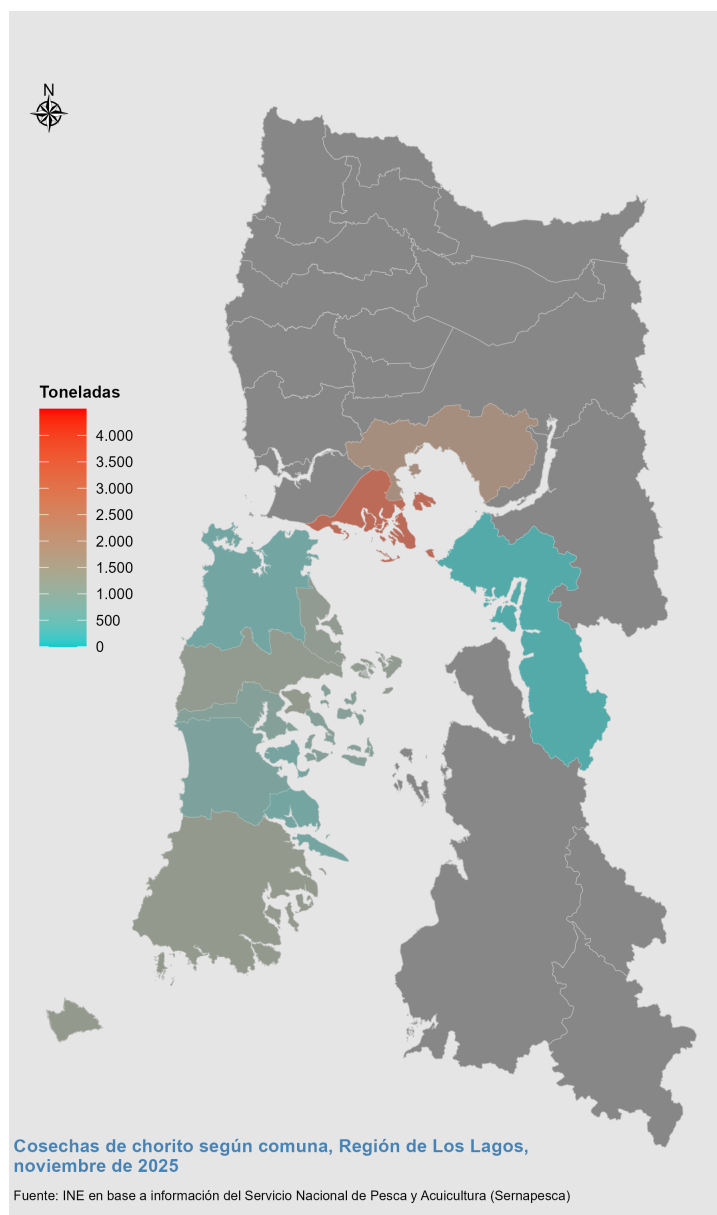 N
Toneladas
4.000
3.500
3.000
2.500
2.000
1.500
1.000
500
0
Cosechas de chorito según comuna, Región de Los Lagos,
noviembre de 2025
Fuente: INE en base a información del Servicio Nacional de Pesca y Acuicultura (Sernapesca)